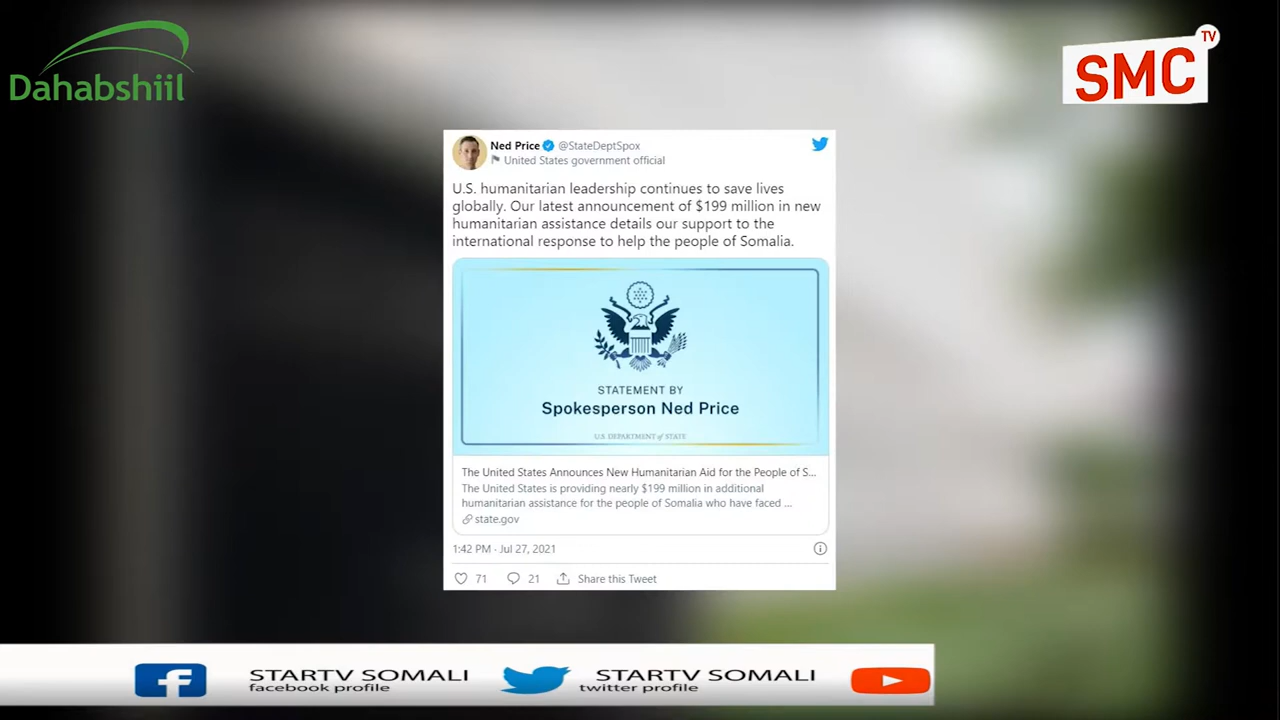 Dahabshiil
SMC TV
Ned Price @StateDeptSpox
United States government official
U.S. humanitarian leadership continues to save lives
globally. Our latest announcement of $199 million in new
humanitarian assistance details our support to the
international response to help the people of Somalia.
STATEMENT BY
Spokesperson Ned Price
U.S. DEPARTMENT of STATE
The United States Announces New Humanitarian Aid for the People of S...
The United States is providing nearly $199 million in additional
humanitarian assistance for the people of Somalia who have faced ...
state.gov
1:42 PM · Jul 27, 2021
71 21 Share this Tweet
STARTV SOMALI
facebook profile
STARTV SOMALI
twitter profile